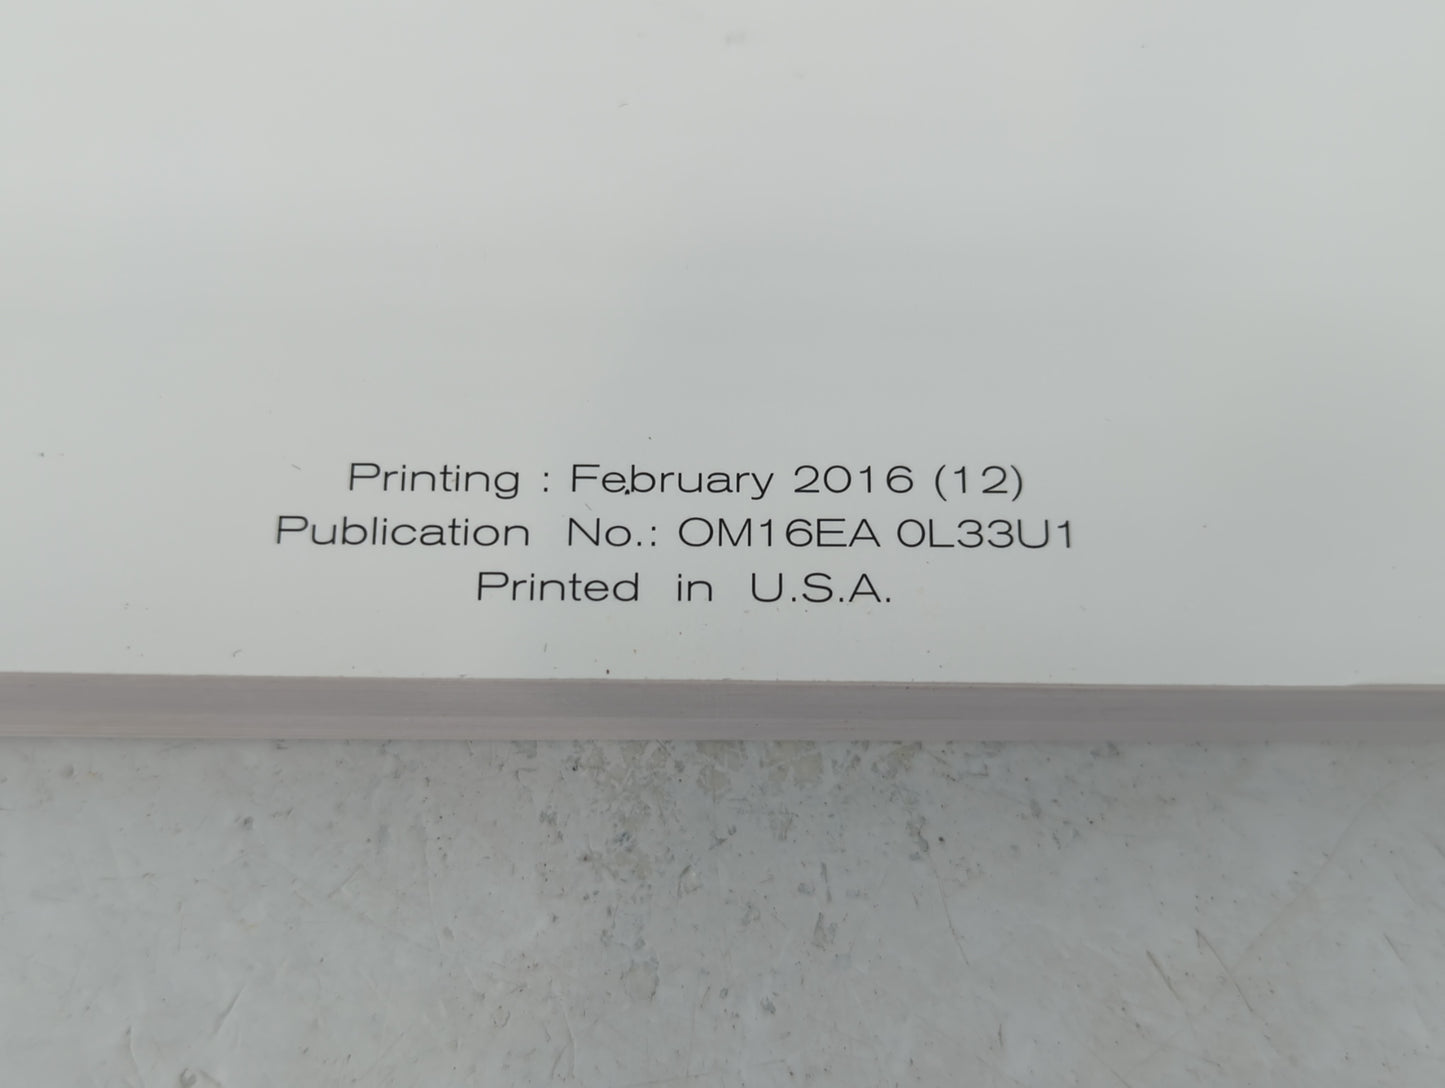 Printing : February 2016 (12)
Publication No.: OM16EA 0L33U1
Printed in U.S.A.